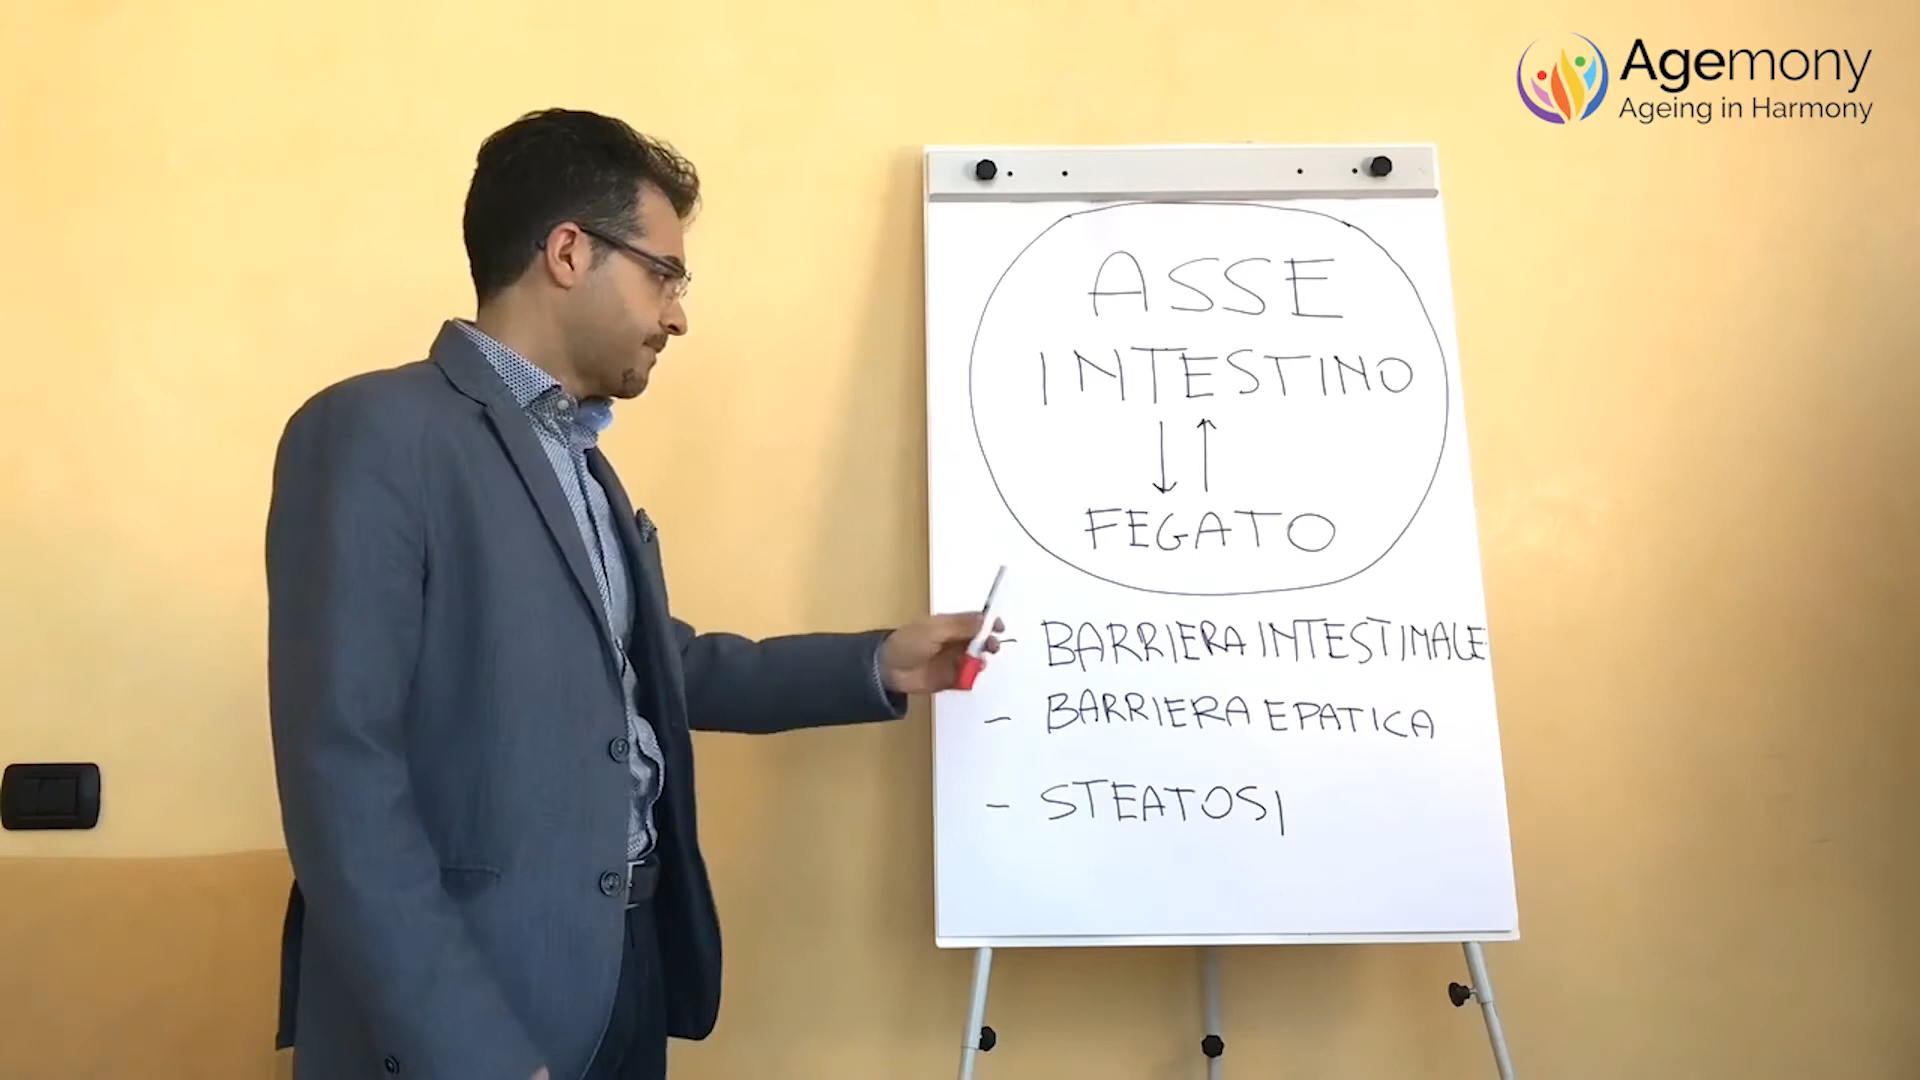 Agemony
Ageing in Harmony
ASSE
INTESTINO
FEGATO
- BARRIERA INTESTINALE
- BARRIERA EPATICA
- STEATOSI